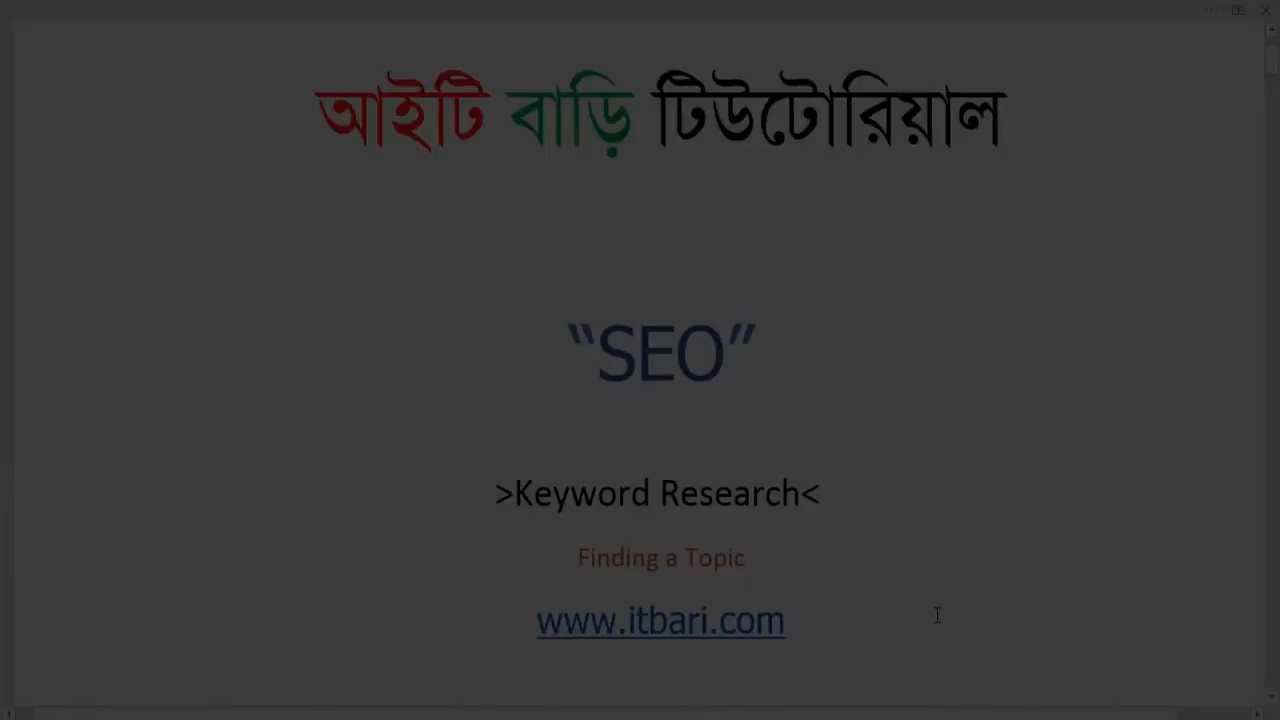 আইটি বাড়ি টিউটোরিয়াল
“SEO”
>Keyword Research<
Finding a Topic
www.itbari.com